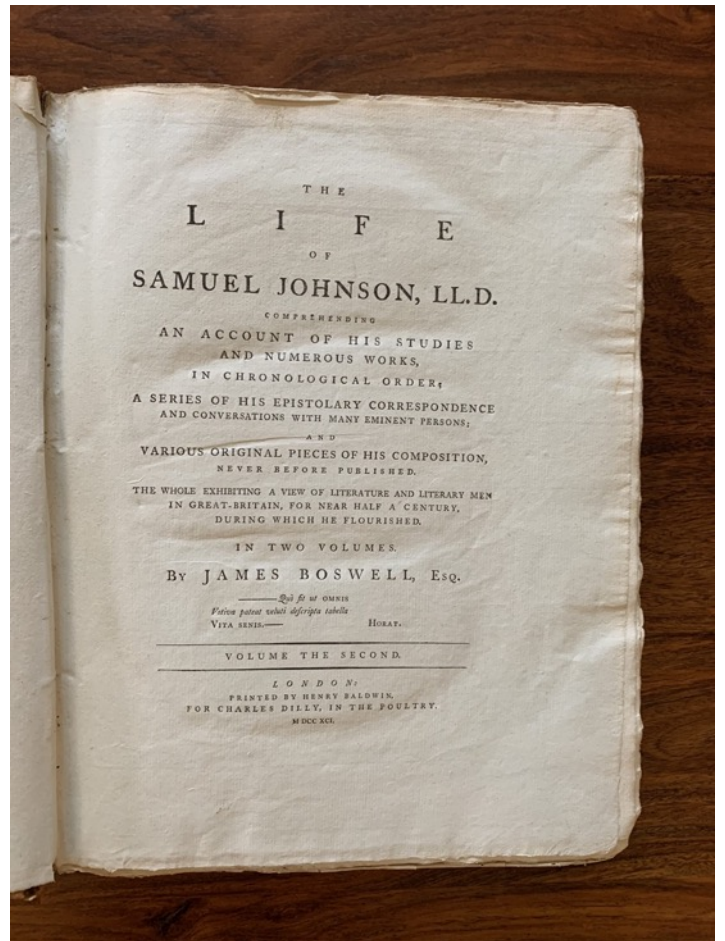 THE
LIFE
OF
SAMUEL JOHNSON, LL.D.
COMPREHENDING
AN ACCOUNT OF HIS STUDIES
AND NUMEROUS WORKS,
IN CHRONOLOGICAL ORDER;
A SERIES OF HIS EPISTOLARY CORRESPONDENCE
AND CONVERSATIONS WITH MANY EMINENT PERSONS;
AND
VARIOUS ORIGINAL PIECES OF HIS COMPOSITION,
NEVER BEFORE PUBLISHED.
THE WHOLE EXHIBITING A VIEW OF LITERATURE AND LITERARY MEN
IN GREAT-BRITAIN, FOR NEAR HALF A CENTURY,
DURING WHICH HE FLOURISHED.
IN TWO VOLUMES.
BY JAMES BOSWELL, ESQ.
———Quò fit ut OMNIS
Votiva pateat veluti deſcripta tabella
VITA SENIS.—— HORAT.
VOLUME THE SECOND.
LONDON:
PRINTED BY HENRY BALDWIN,
FOR CHARLES DILLY, IN THE POULTRY.
M DCC XCI.